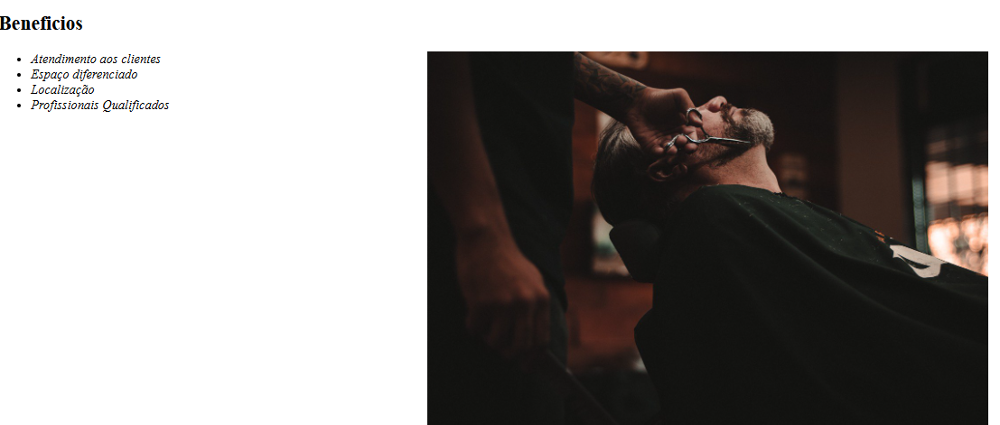 Beneficios
Atendimento aos clientes
Espaço diferenciado
Localização
Profissionais Qualificados